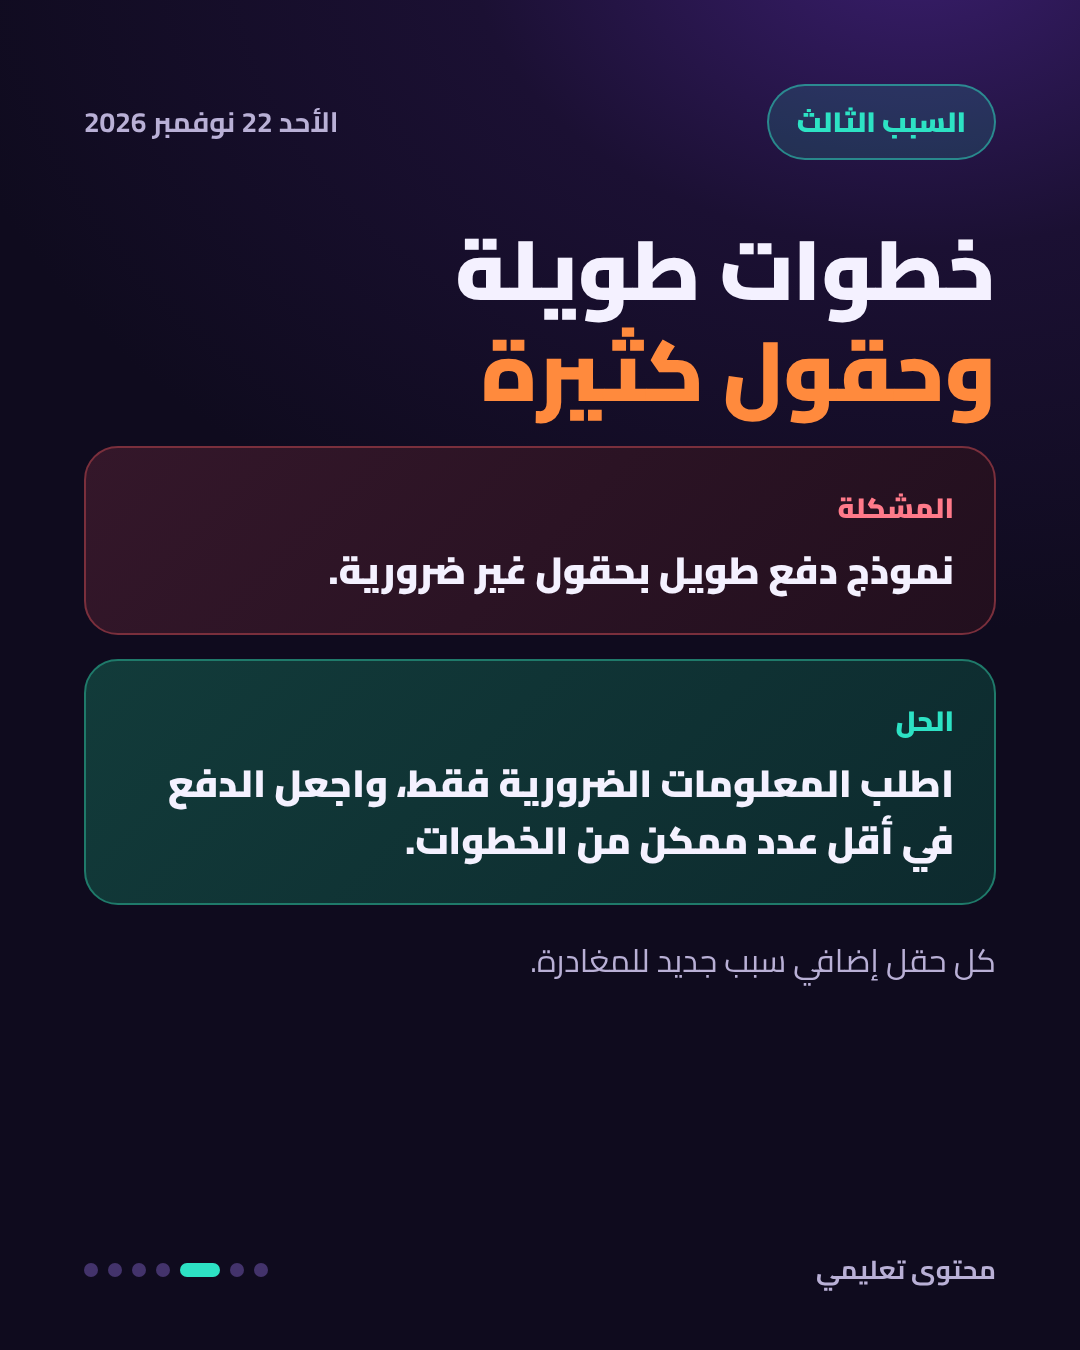 السبب الثالث
الأحد 22 نوفمبر 2026
خطوات طويلة
وحقول كثيرة
المشكلة
نموذج دفع طويل بحقول غير ضرورية.
الحل
اطلب المعلومات الضرورية فقط، واجعل الدفع
في أقل عدد ممكن من الخطوات.
كل حقل إضافي سبب جديد للمغادرة.
محتوى تعليمي